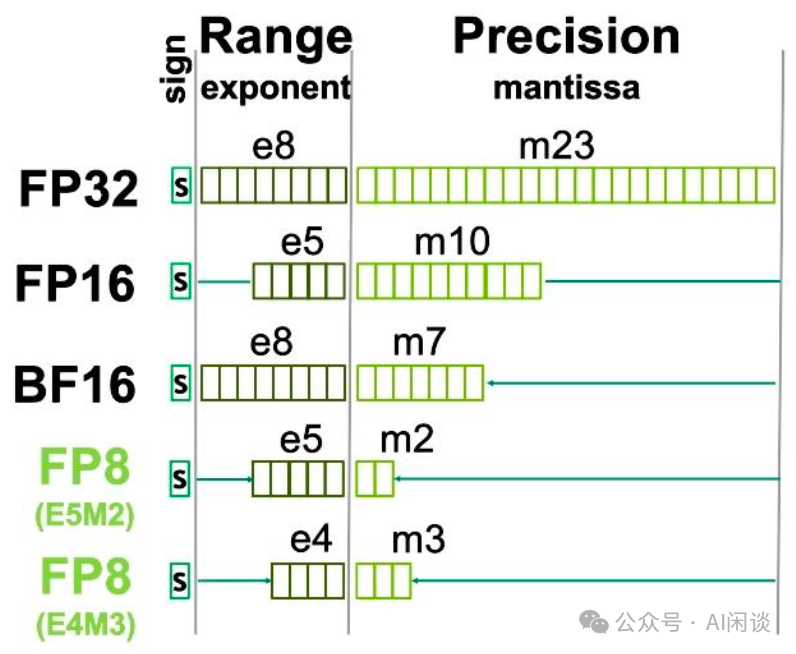 sign
Range
Precision
exponent
mantissa
e8
m23
FP32
S
e5
m10
FP16
S
e8
m7
BF16
S
e5
m2
FP8
S
(E5M2)
e4
m3
FP8
S
(E4M3)
公众号 · AI闲谈